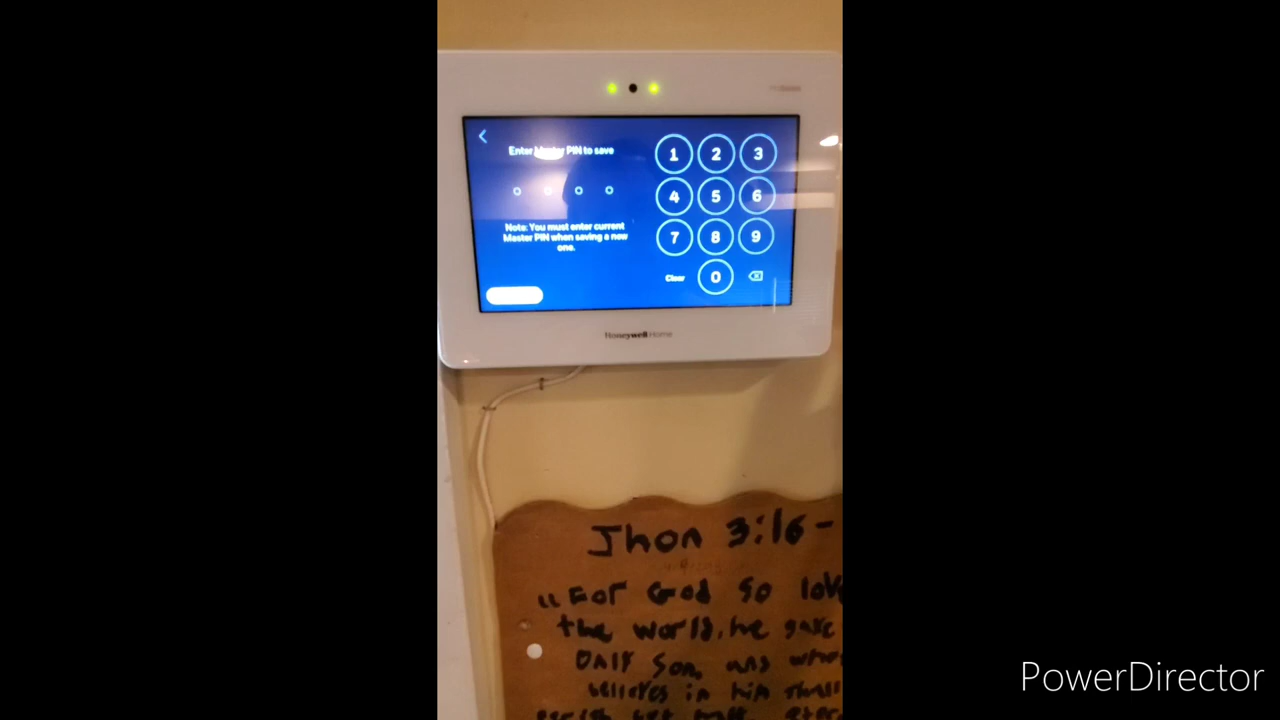 Enter Master PIN to save
1 2 3
4 5 6
Note: You must enter current
Master PIN when saving a new
one.
7 8 9
Clear 0
Honeywell Home
Jhon 3:16-
"For God so lov
the world, he gave
only son, and
believes in him shall
PowerDirector